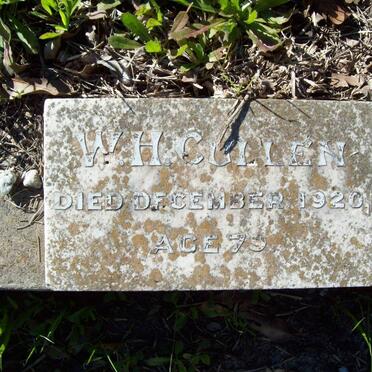 W. H. CULLEN
DIED DECEMBER 1920
AGE 79